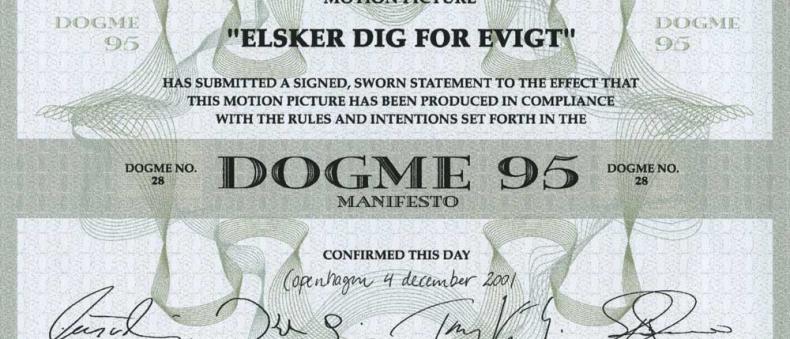 MOTION PICTURE
DOGME 95
DOGME 95
"ELSKER DIG FOR EVIGT"
HAS SUBMITTED A SIGNED, SWORN STATEMENT TO THE EFFECT THAT
THIS MOTION PICTURE HAS BEEN PRODUCED IN COMPLIANCE
WITH THE RULES AND INTENTIONS SET FORTH IN THE
DOGME NO. 28
DOGME 95
DOGME NO. 28
MANIFESTO
CONFIRMED THIS DAY
Copenhagen 4 december 2001